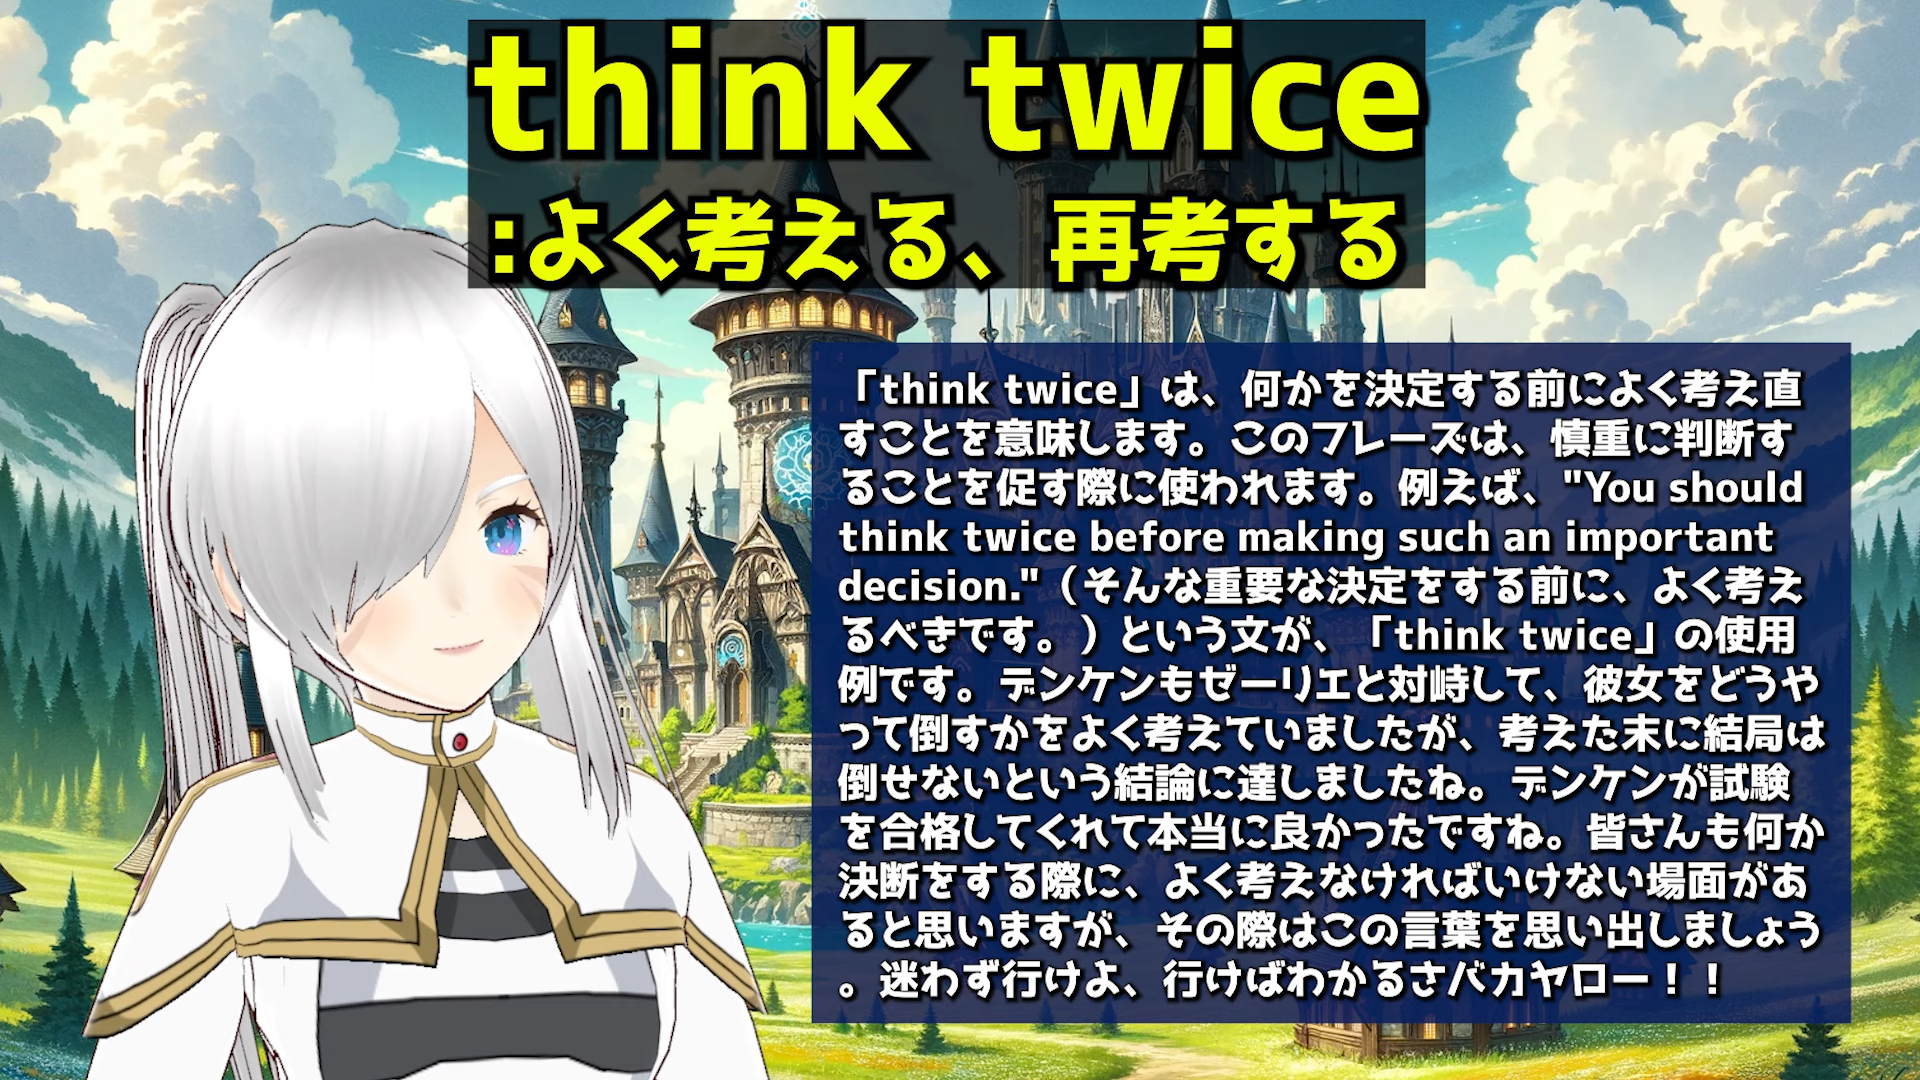 think twice
:よく考える、再考する
「think twice」は、何かを決定する前によく考え直
すことを意味します。このフレーズは、慎重に判断す
ることを促す際に使われます。例えば、"You should
think twice before making such an important
decision."（そんな重要な決定をする前に、よく考え
るべきです。）という文が、「think twice」の使用
例です。デンケンもゼーリエと対峙して、彼女をどうや
って倒すかをよく考えていましたが、考えた末に結局は
倒せないという結論に達しましたね。デンケンが試験
を合格してくれて本当に良かったですね。皆さんも何か
決断をする際に、よく考えなければいけない場面があ
ると思いますが、その際はこの言葉を思い出しましょう
。迷わず行けよ、行けばわかるさバカヤロー！！